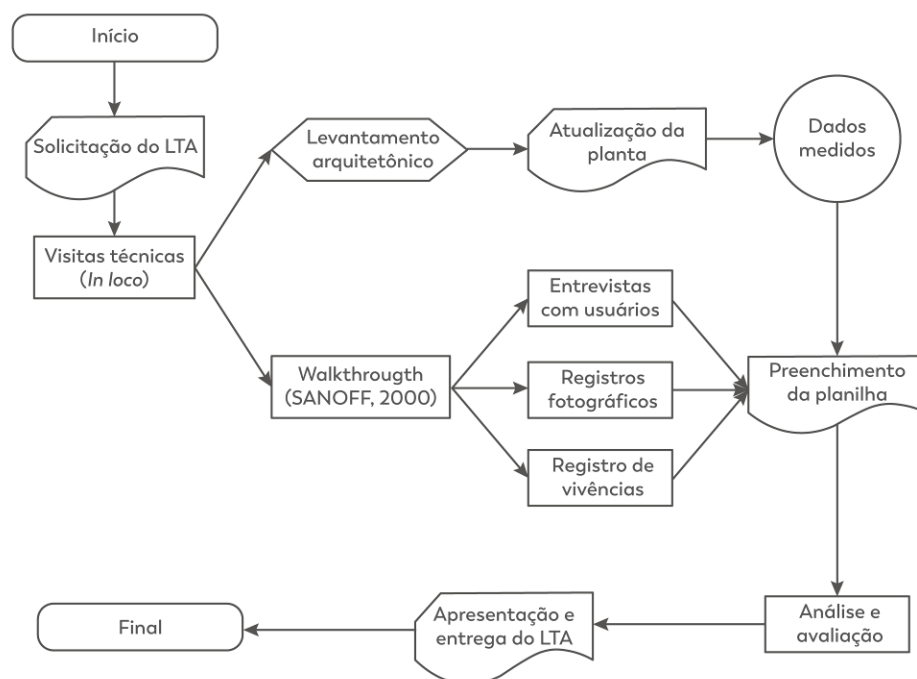 Início
Solicitação do LTA
Visitas técnicas
(In loco)
Levantamento
arquitetônico
Atualização da
planta
Dados
medidos
Walkthrougth
(SANOFF, 2000)
Entrevistas
com usuários
Registros
fotográficos
Registro de
vivências
Preenchimento
da planilha
Análise e
avaliação
Apresentação e
entrega do LTA
Final